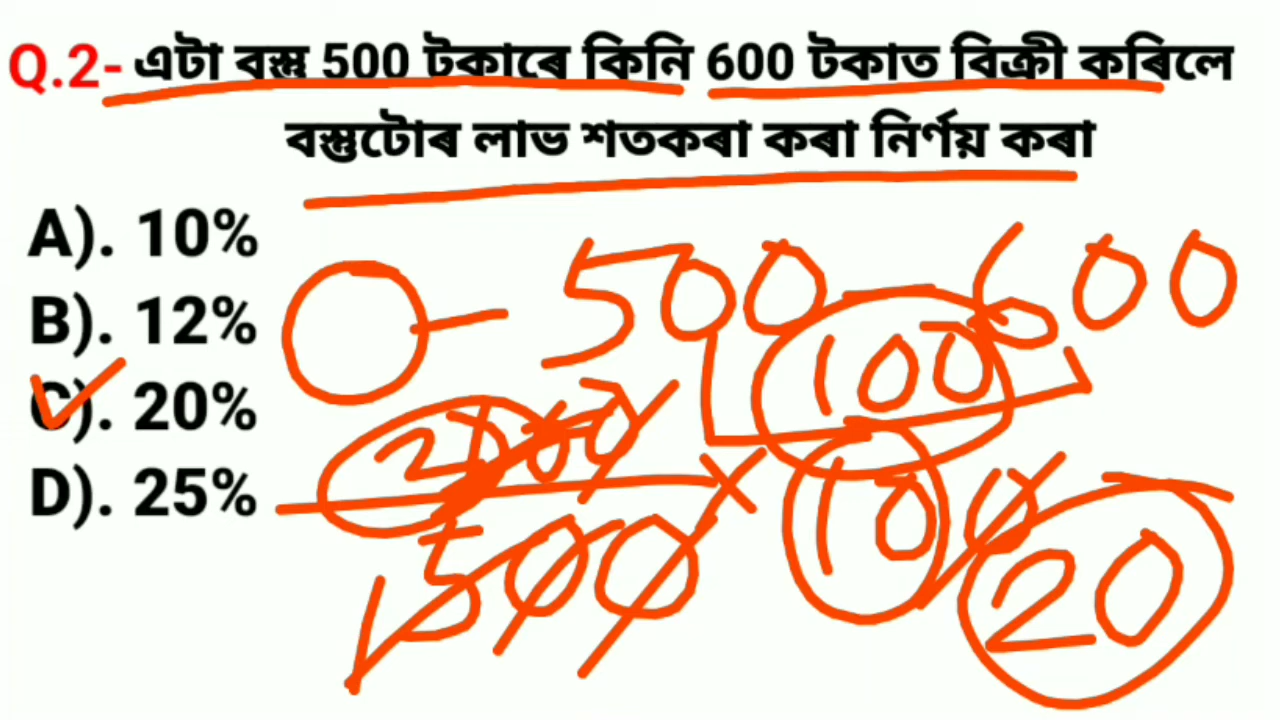 Q.2- এটা বস্তু 500 টকাৰে কিনি 600 টকাত বিক্ৰী কৰিলে
বস্তুটোৰ লাভ শতকৰা কৰা নিৰ্ণয় কৰা
A). 10%
B). 12%
C). 20%
D). 25%
500 600
100
100
500
20